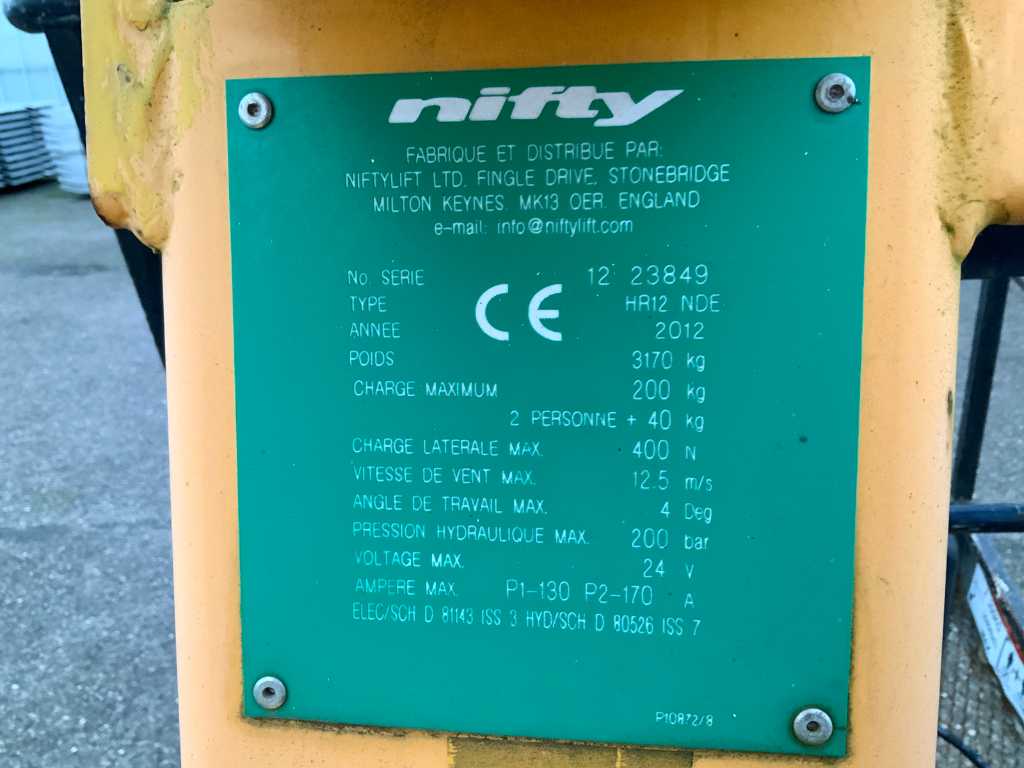 nifty
FABRIQUE ET DISTRIBUE PAR:
NIFTYLIFT LTD, FINGLE DRIVE, STONEBRIDGE
MILTON KEYNES. MK13 OER. ENGLAND
e-mail: info@niftylift.com
No. SERIE 12 23849
TYPE HR12 NDE
ANNEE 2012
CE
POIDS 3170 kg
CHARGE MAXIMUM 200 kg
2 PERSONNE + 40 kg
CHARGE LATERALE MAX. 400 N
VITESSE DE VENT MAX. 12.5 m/s
ANGLE DE TRAVAIL MAX. 4 Deg
PRESSION HYDRAULIQUE MAX. 200 bar
VOLTAGE MAX. 24 V
AMPERE MAX. P1-130 P2-170 A
ELEC/SCH D 81143 ISS 3 HYD/SCH D 80526 ISS 7
P10872/8